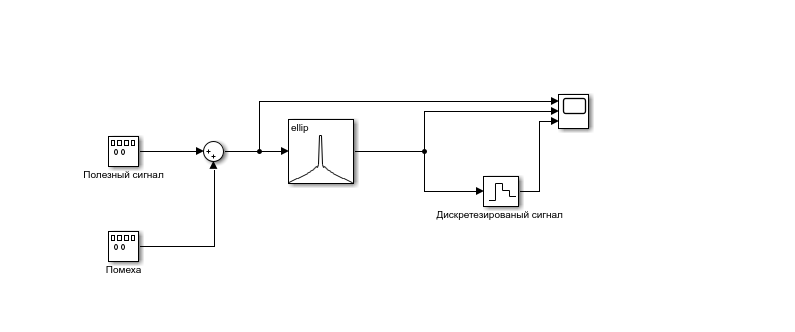 ellip
Полезный сигнал
Дискретезированый сигнал
Помеха